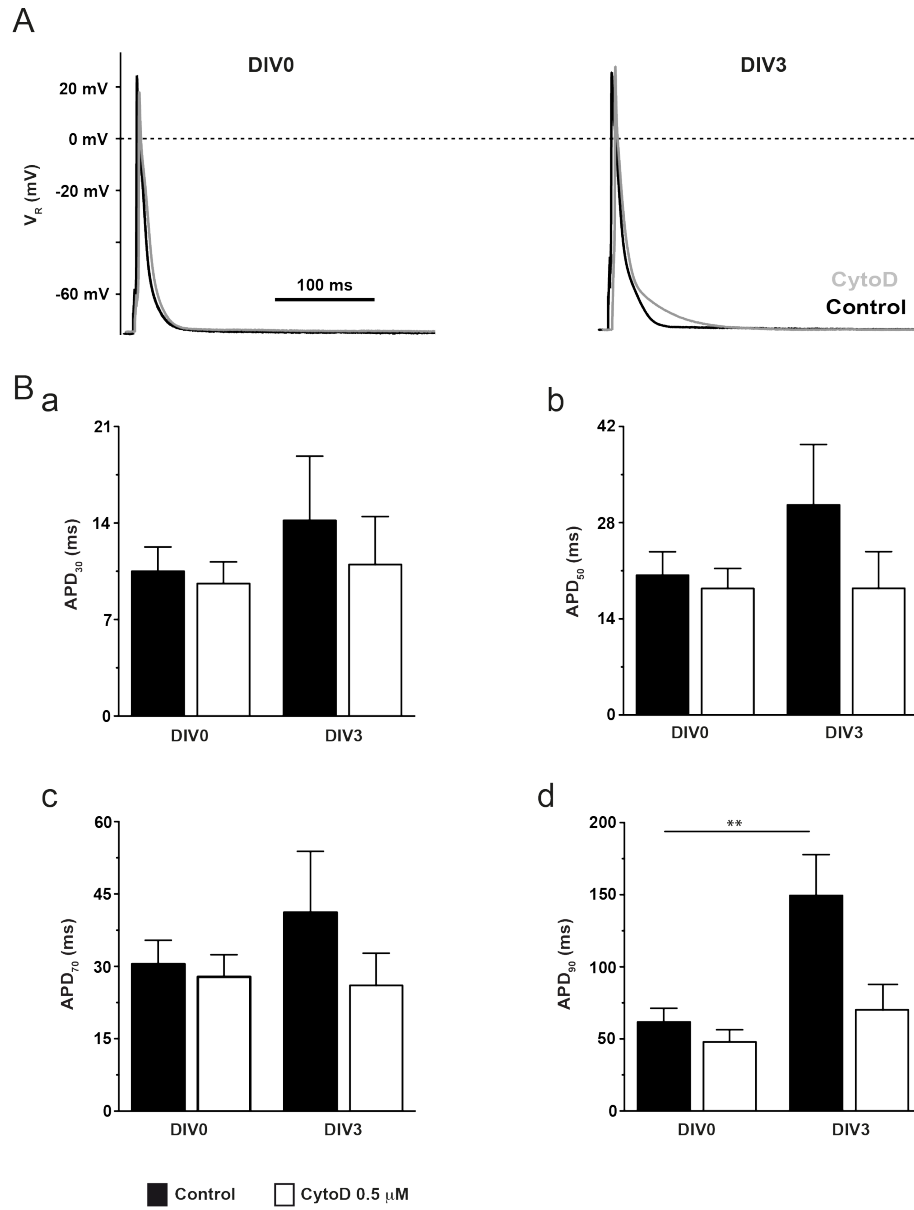 A
DIV0
DIV3
20 mV
0 mV
-20 mV
-60 mV
VR (mV)
100 ms
CytoD
Control
B
a
21
14
7
0
APD30 (ms)
DIV0
DIV3
b
42
28
14
0
APD50 (ms)
DIV0
DIV3
c
60
45
30
15
0
APD70 (ms)
DIV0
DIV3
d
200
150
100
50
0
APD90 (ms)
**
DIV0
DIV3
Control
CytoD 0.5 µM